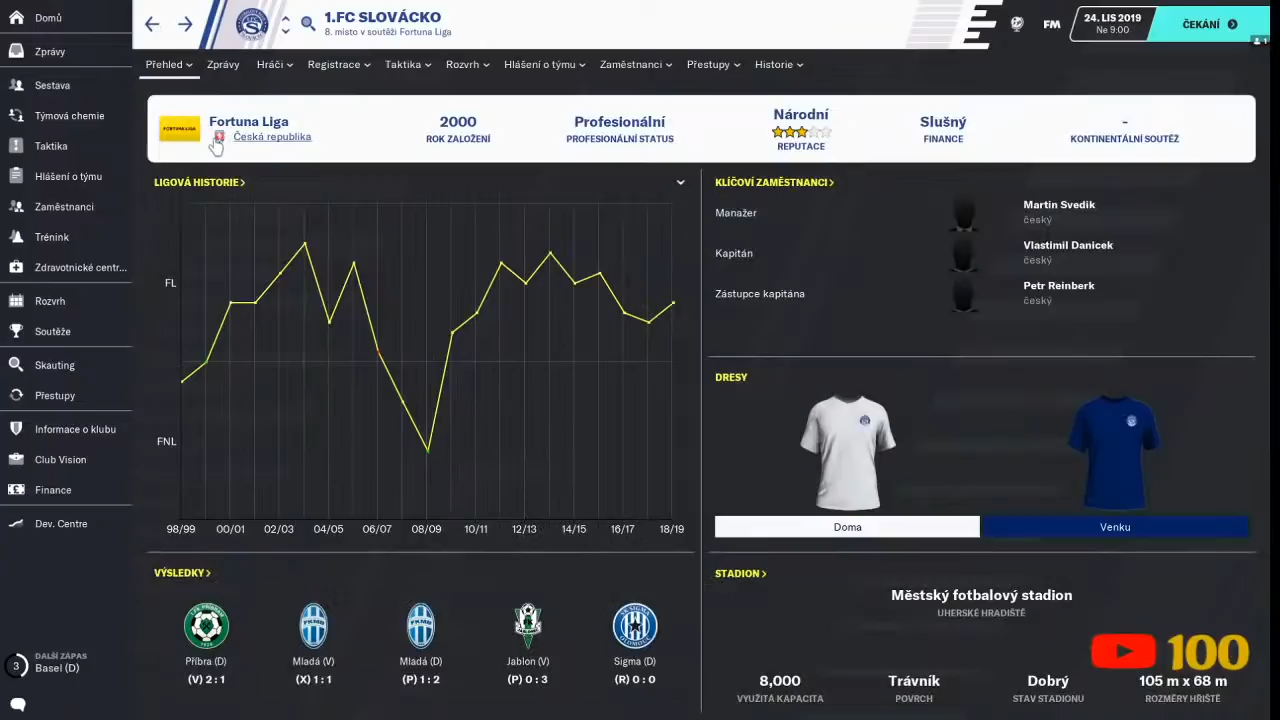 Domů
Zprávy
Sestava
Týmová chemie
Taktika
Hlášení o týmu
Zaměstnanci
Trénink
Zdravotnické centr...
Rozvrh
Soutěže
Skauting
Přestupy
Informace o klubu
Club Vision
Finance
Dev. Centre
3
DALŠÍ ZÁPAS
Basel (D)
1.FC SLOVÁCKO
8. místo v soutěži Fortuna Liga
FM
24. LIS 2019
Ne 9:00
ČEKÁNÍ
1
Přehled
Zprávy
Hráči
Registrace
Taktika
Rozvrh
Hlášení o týmu
Zaměstnanci
Přestupy
Historie
FORTUNA:LIGA
Fortuna Liga
Česká republika
2000
ROK ZALOŽENÍ
Profesionální
PROFESIONÁLNÍ STATUS
Národní
REPUTACE
Slušný
FINANCE
-
KONTINENTÁLNÍ SOUTĚŽ
LIGOVÁ HISTORIE
FL
FNL
98/99 00/01 02/03 04/05 06/07 08/09 10/11 12/13 14/15 16/17 18/19
KLÍČOVÍ ZAMĚSTNANCI
Manažer
Martin Svedik
český
Kapitán
Vlastimil Danicek
český
Zástupce kapitána
Petr Reinberk
český
DRESY
Doma
Venku
VÝSLEDKY
Příbra (D)
(V) 2 : 1
Mladá (V)
(X) 1 : 1
Mladá (D)
(P) 1 : 2
Jablon (V)
(P) 0 : 3
Sigma (D)
(R) 0 : 0
STADION
Městský fotbalový stadion
UHERSKÉ HRADIŠTĚ
8,000
VYUŽITÁ KAPACITA
Trávník
POVRCH
Dobrý
STAV STADIONU
105 m x 68 m
ROZMĚRY HŘIŠTĚ
100